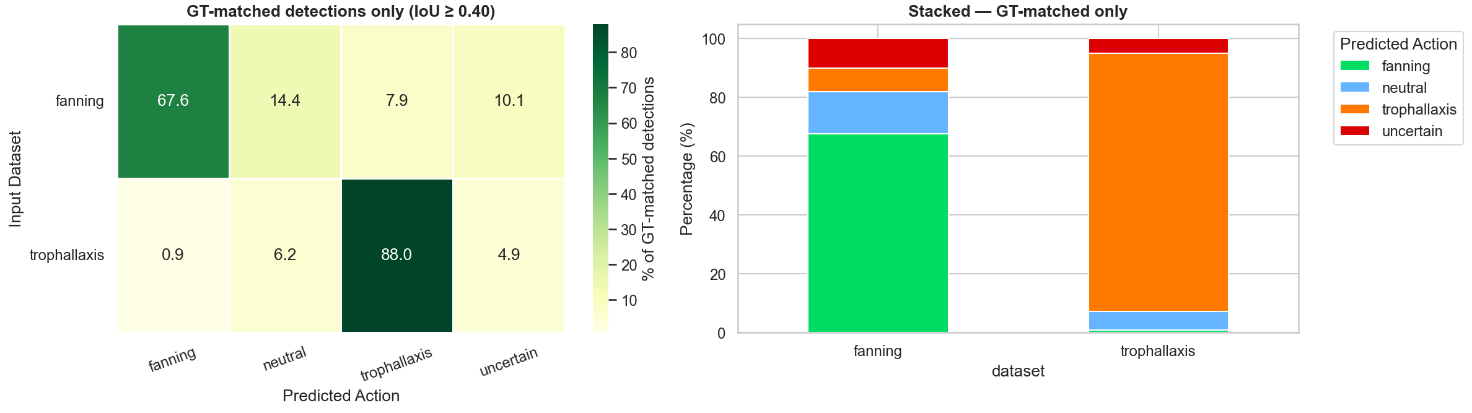 GT-matched detections only (IoU ≥ 0.40)
Input Dataset
fanning
67.6
14.4
7.9
10.1
trophallaxis
0.9
6.2
88.0
4.9
fanning
neutral
trophallaxis
uncertain
Predicted Action
80
70
60
50
40
30
20
10
% of GT-matched detections
Stacked — GT-matched only
Percentage (%)
100
80
60
40
20
0
fanning
trophallaxis
dataset
Predicted Action
fanning
neutral
trophallaxis
uncertain